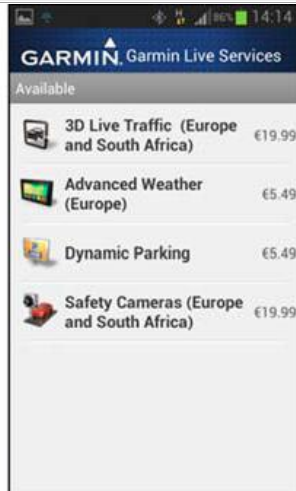 86% 14:14
GARMIN. Garmin Live Services
Available
3D Live Traffic (Europe
and South Africa) €19.99
Advanced Weather
(Europe) €5.49
Dynamic Parking €5.49
Safety Cameras (Europe
and South Africa) €19.99